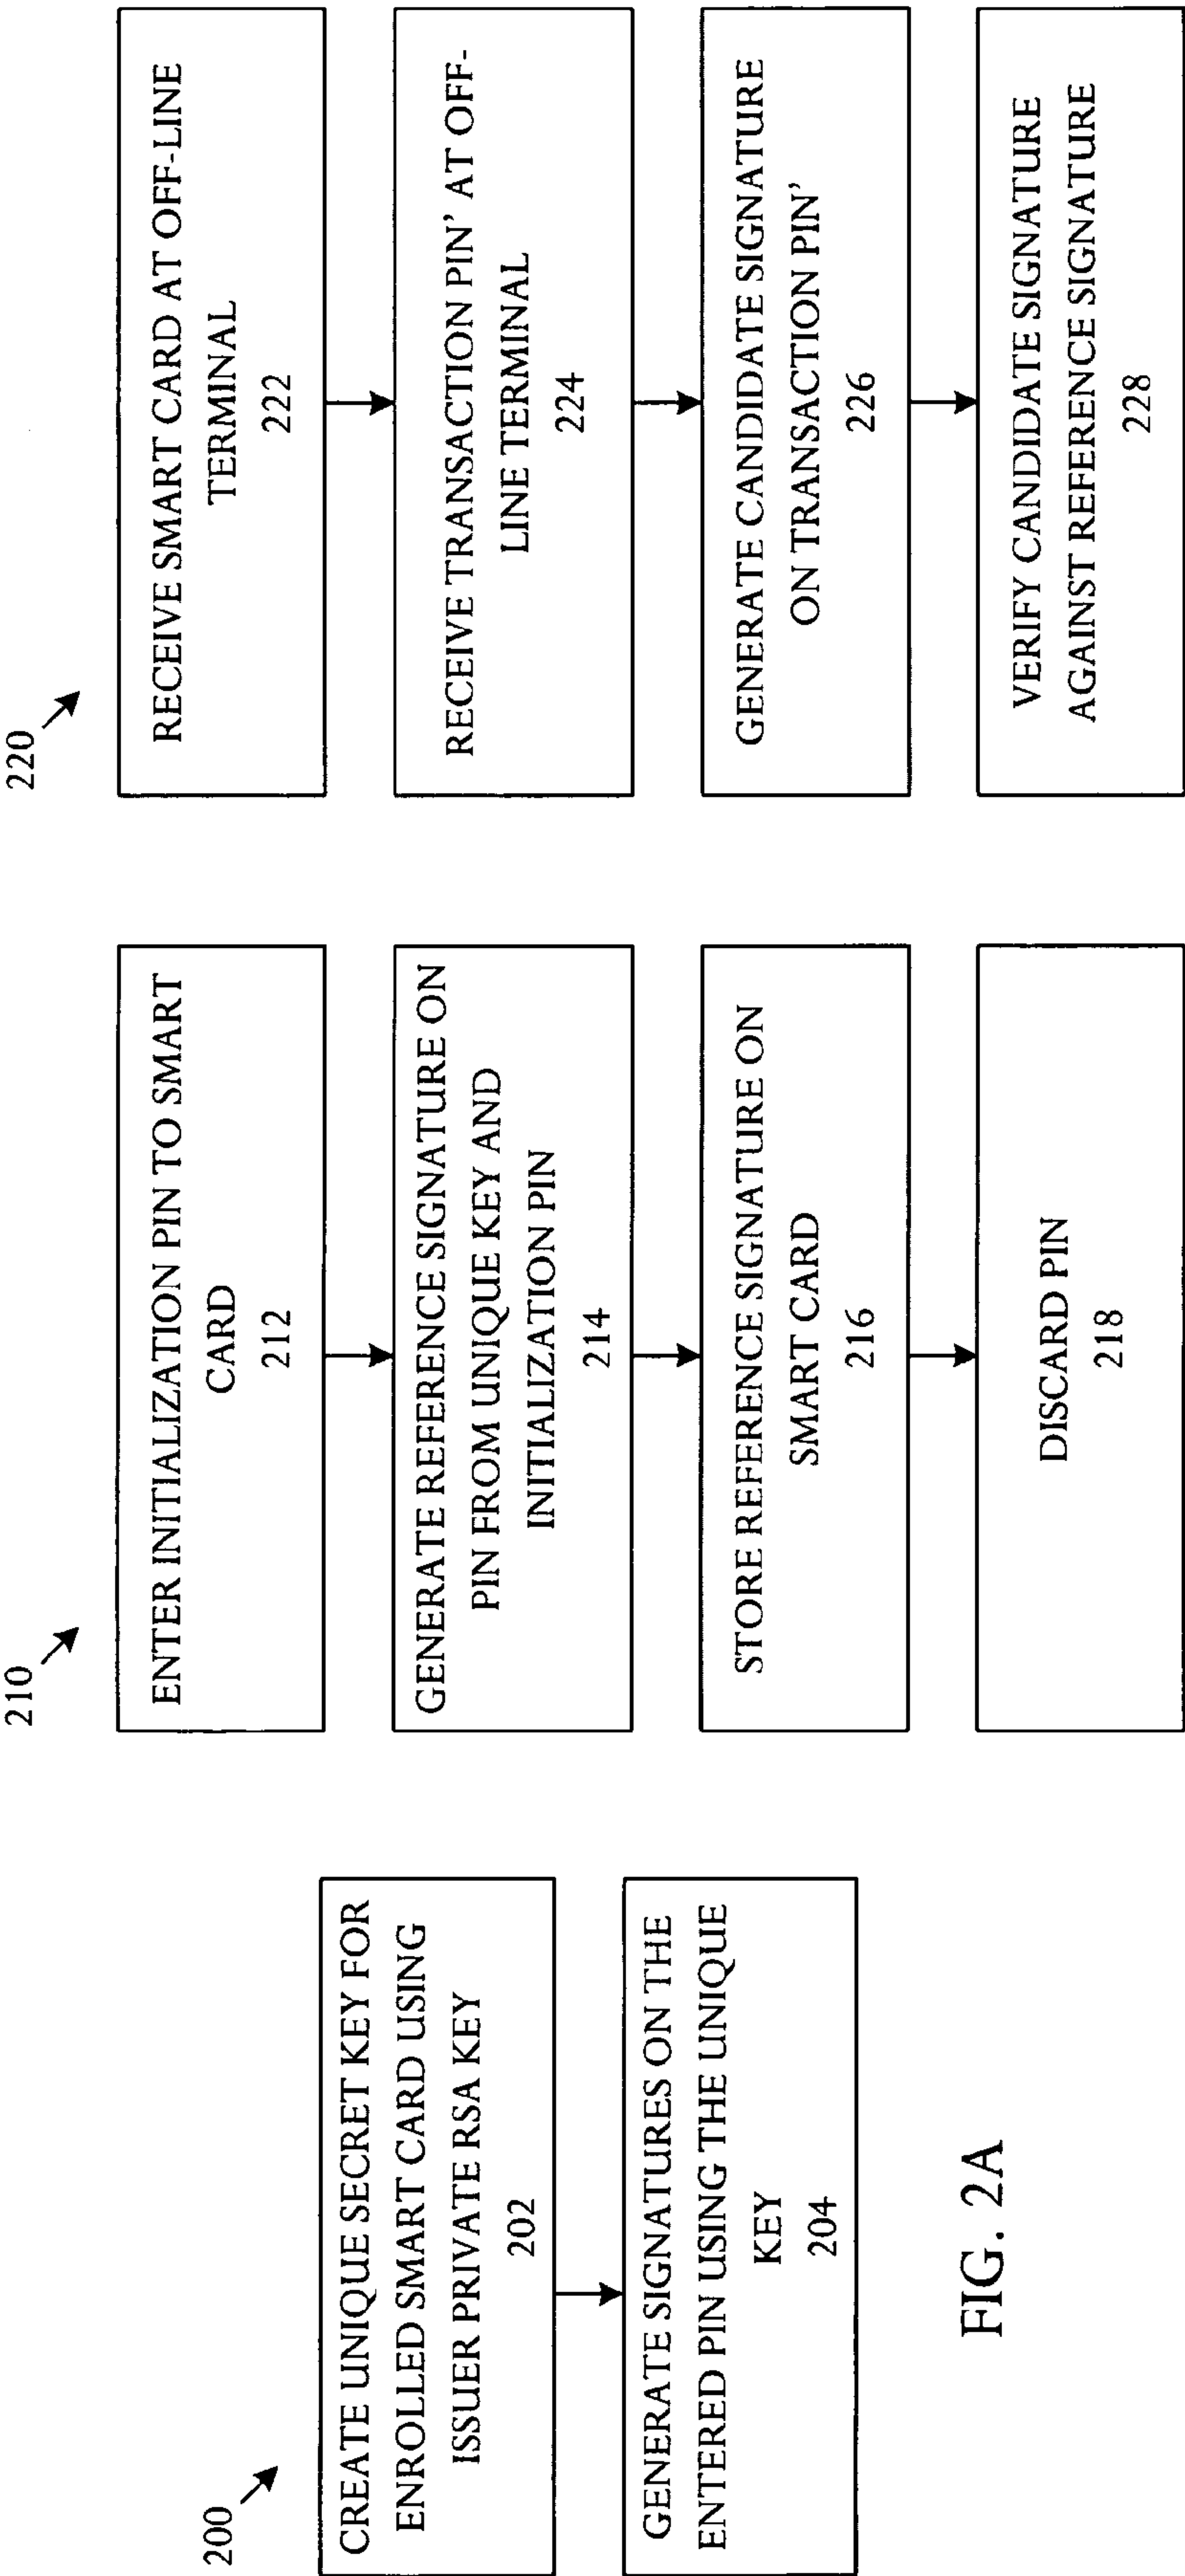 200
CREATE UNIQUE SECRET KEY FOR
ENROLLED SMART CARD USING
ISSUER PRIVATE RSA KEY
202
GENERATE SIGNATURES ON THE
ENTERED PIN USING THE UNIQUE
KEY
204
FIG. 2A
210
ENTER INITIALIZATION PIN TO SMART
CARD
212
GENERATE REFERENCE SIGNATURE ON
PIN FROM UNIQUE KEY AND
INITIALIZATION PIN
214
STORE REFERENCE SIGNATURE ON
SMART CARD
216
DISCARD PIN
218
220
RECEIVE SMART CARD AT OFF-LINE
TERMINAL
222
RECEIVE TRANSACTION PIN' AT OFF-
LINE TERMINAL
224
GENERATE CANDIDATE SIGNATURE
ON TRANSACTION PIN'
226
VERIFY CANDIDATE SIGNATURE
AGAINST REFERENCE SIGNATURE
228